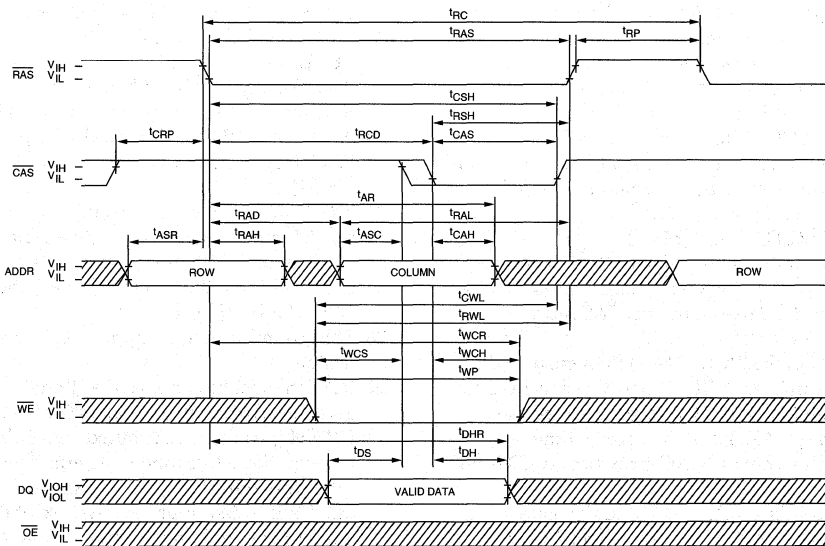 tRC
tRAS
tRP
RAS VIH
VIL
tCSH
tRSH
tCRP
tRCD
tCAS
CAS VIH
VIL
tAR
tRAD
tRAL
tASR
tRAH
tASC
tCAH
ADDR VIH
VIL
ROW
COLUMN
ROW
tCWL
tRWL
tWCR
tWCS
tWCH
tWP
WE VIH
VIL
tDHR
tDS
tDH
DQ VIOH
VIOL
VALID DATA
OE VIH
VIL